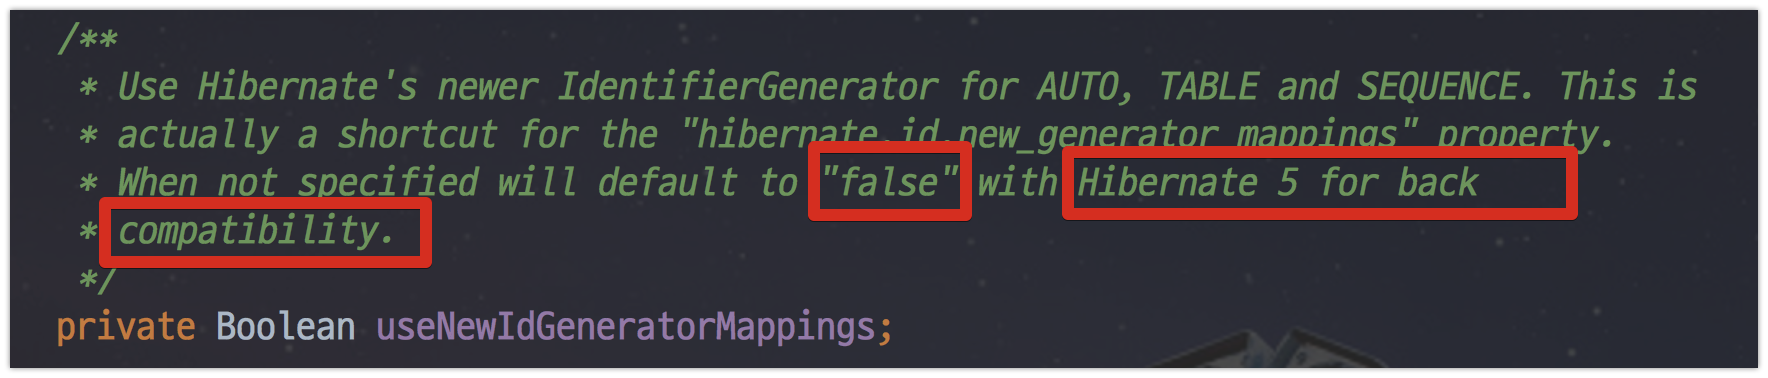 /**
* Use Hibernate's newer IdentifierGenerator for AUTO, TABLE and SEQUENCE. This is
* actually a shortcut for the "hibernate.id.new_generator_mappings" property.
* When not specified will default to "false" with Hibernate 5 for back
* compatibility.
*/
private Boolean useNewIdGeneratorMappings;